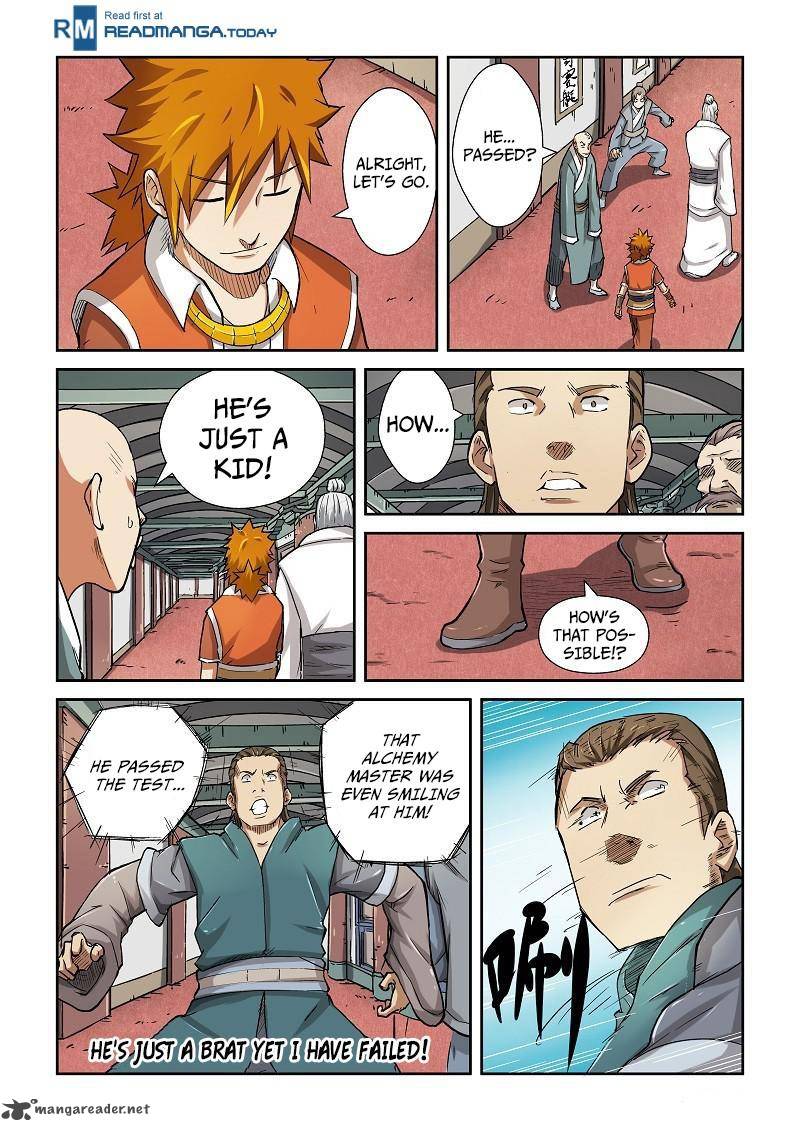 RM
Read first at
READMANGA.TODAY
ALRIGHT,
LET'S GO.
HE...
PASSED?
HE'S
JUST A
KID!
HOW...
HOW'S
THAT POS-
SIBLE!?
HE PASSED
THE TEST...
THAT
ALCHEMY
MASTER WAS
EVEN SMILING
AT HIM!
HE'S JUST A BRAT YET I HAVE FAILED!
mangareader.net